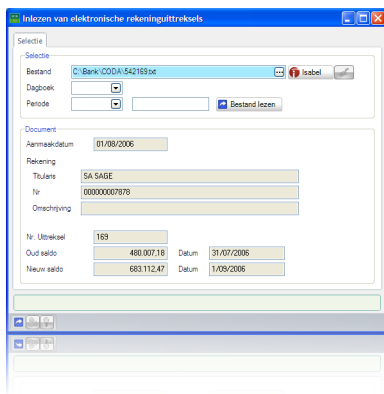 Inlezen van elektronische rekeninguittreksels
Selectie
Selectie
Bestand C:\Bank\CODA\542169.txt ... Isabel
Dagboek
Periode Bestand lezen
Document
Aanmaakdatum 01/08/2006
Rekening
Titularis SA SAGE
Nr 000000007878
Omschrijving
Nr. Uittreksel 169
Oud saldo 480.007,18 Datum 31/07/2006
Nieuw saldo 683.112,47 Datum 1/09/2006